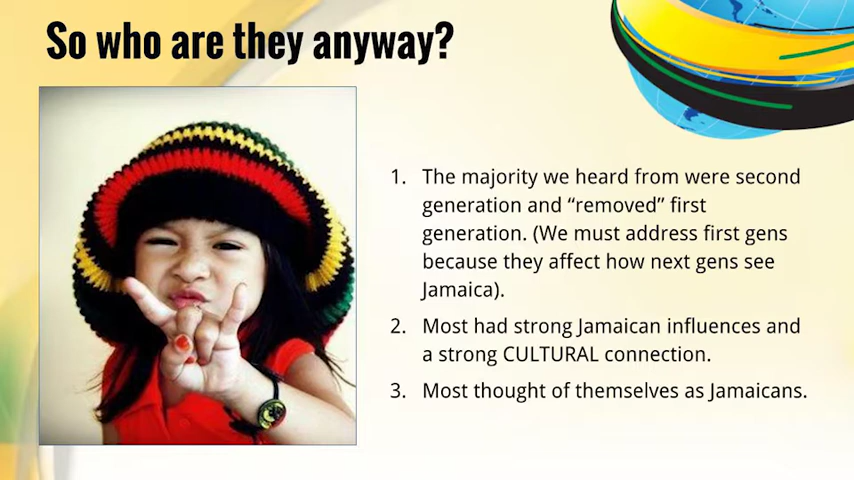 So who are they anyway?
1. The majority we heard from were second
generation and “removed” first
generation. (We must address first gens
because they affect how next gens see
Jamaica).
2. Most had strong Jamaican influences and
a strong CULTURAL connection.
3. Most thought of themselves as Jamaicans.